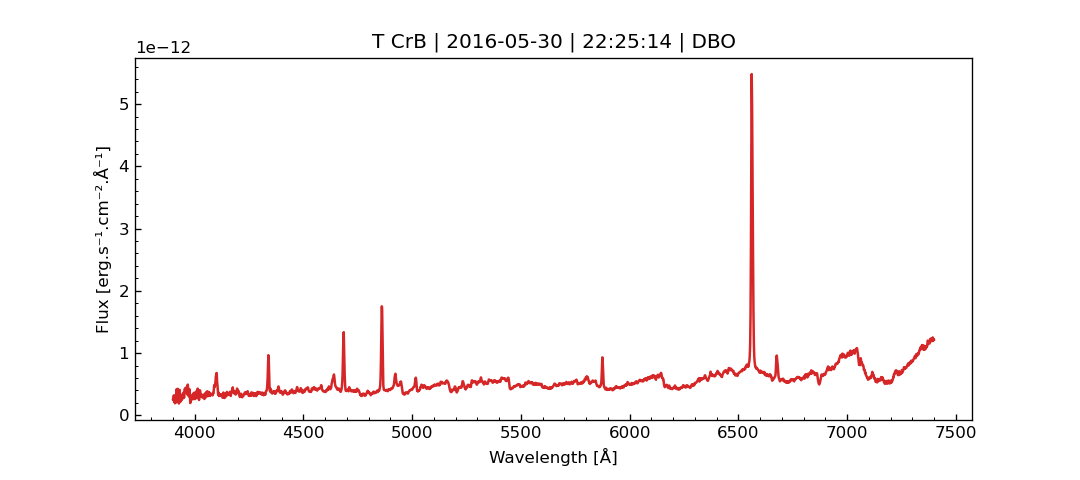 T CrB | 2016-05-30 | 22:25:14 | DBO
1e−12
5
4
3
2
1
0
Flux [erg.s⁻¹.cm⁻².Å⁻¹]
4000 4500 5000 5500 6000 6500 7000 7500
Wavelength [Å]